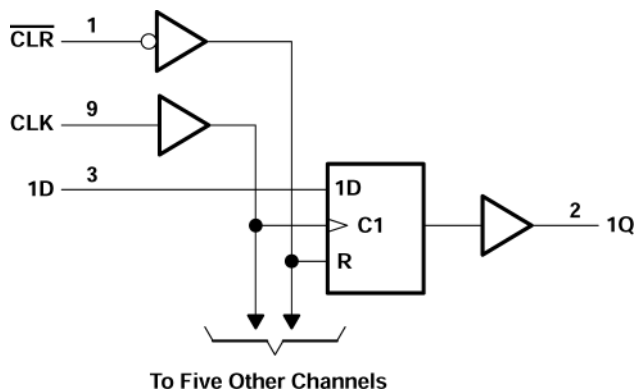 CLR 1
CLK 9
1D 3
1D
C1
R
2 1Q
To Five Other Channels